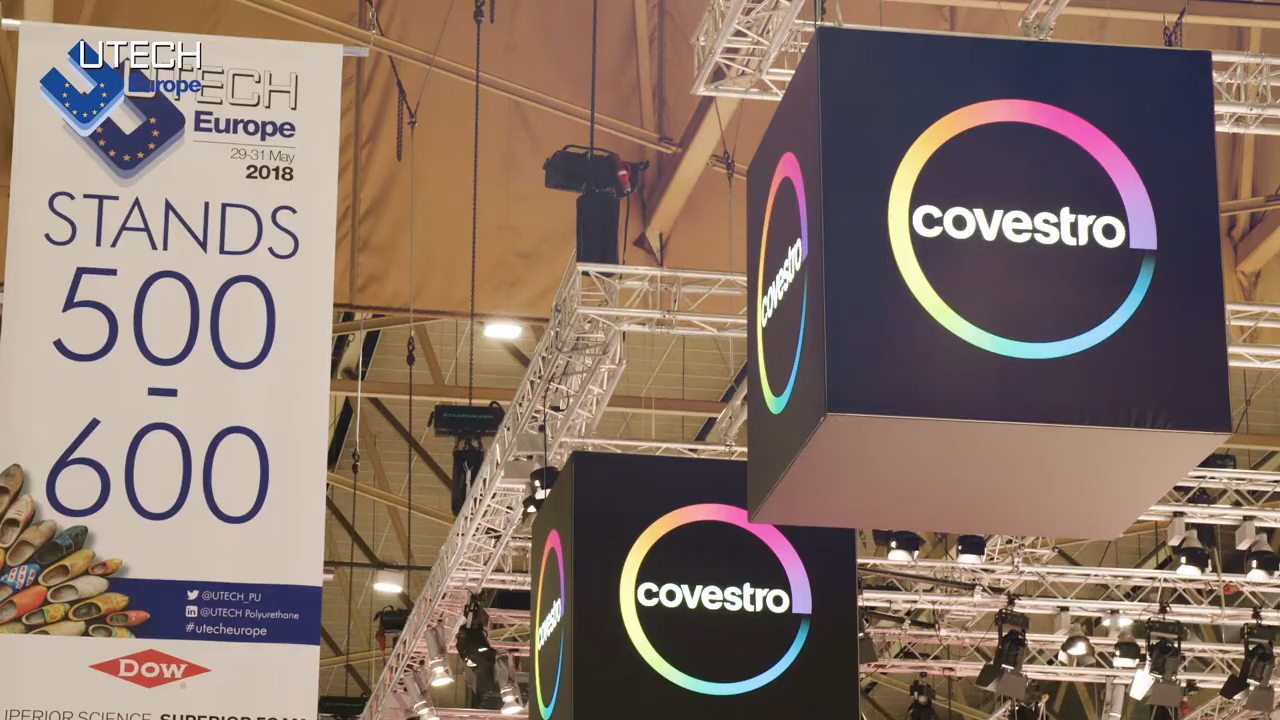 UTECH
Europe
UTECH
Europe
29-31 May
2018
STANDS
500
-
600
@UTECH_PU
@UTECH Polyurethane
#utecheurope
DOW
SUPERIOR
covestro
covestro
covestro
covestro